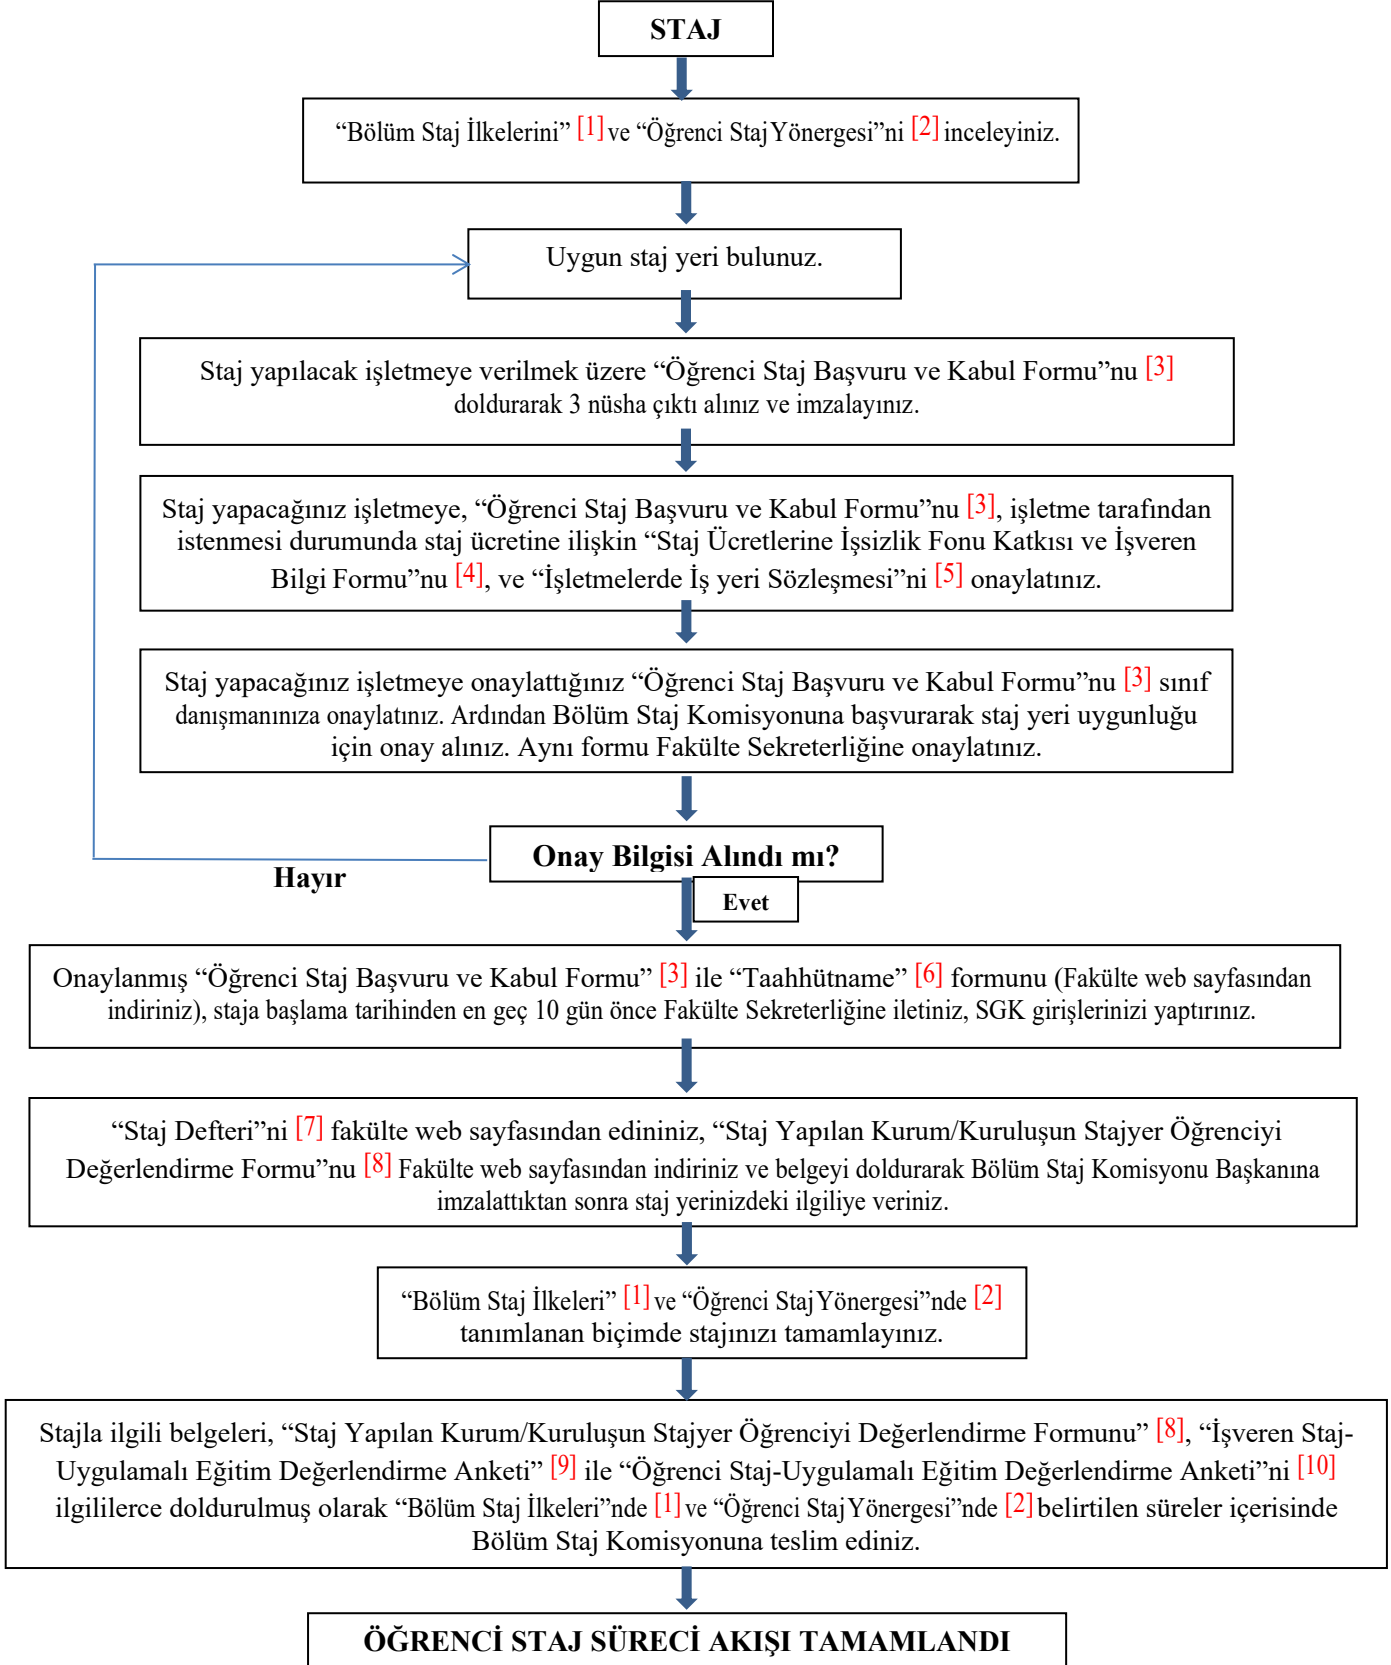 STAJ
“Bölüm Staj İlkelerini” [1] ve “Öğrenci Staj Yönergesi”ni [2] inceleyiniz.
Uygun staj yeri bulunuz.
Staj yapılacak işletmeye verilmek üzere “Öğrenci Staj Başvuru ve Kabul Formu”nu [3]
doldurarak 3 nüsha çıktı alınız ve imzalayınız.
Staj yapacağınız işletmeye, “Öğrenci Staj Başvuru ve Kabul Formu”nu [3], işletme tarafından
istenmesi durumunda staj ücretine ilişkin “Staj Ücretlerine İşsizlik Fonu Katkısı ve İşveren
Bilgi Formu”nu [4], ve “İşletmelerde İş yeri Sözleşmesi”ni [5] onaylatınız.
Staj yapacağınız işletmeye onaylattığınız “Öğrenci Staj Başvuru ve Kabul Formu”nu [3] sınıf
danışmanınıza onaylatınız. Ardından Bölüm Staj Komisyonuna başvurarak staj yeri uygunluğu
için onay alınız. Aynı formu Fakülte Sekreterliğine onaylatınız.
Onay Bilgisi Alındı mı?
Hayır
Evet
Onaylanmış “Öğrenci Staj Başvuru ve Kabul Formu” [3] ile “Taahhütname” [6] formunu (Fakülte web sayfasından
indiriniz), staja başlama tarihinden en geç 10 gün önce Fakülte Sekreterliğine iletiniz, SGK girişlerinizi yaptırınız.
“Staj Defteri”ni [7] fakülte web sayfasından edininiz, “Staj Yapılan Kurum/Kuruluşun Stajyer Öğrenciyi
Değerlendirme Formu”nu [8] Fakülte web sayfasından indiriniz ve belgeyi doldurarak Bölüm Staj Komisyonu Başkanına
imzalattıktan sonra staj yerinizdeki ilgiliye veriniz.
“Bölüm Staj İlkeleri” [1] ve “Öğrenci Staj Yönergesi”nde [2]
tanımlanan biçimde stajınızı tamamlayınız.
Stajla ilgili belgeleri, “Staj Yapılan Kurum/Kuruluşun Stajyer Öğrenciyi Değerlendirme Formunu” [8], “İşveren Staj-
Uygulamalı Eğitim Değerlendirme Anketi” [9] ile “Öğrenci Staj-Uygulamalı Eğitim Değerlendirme Anketi”ni [10]
ilgililerce doldurulmuş olarak “Bölüm Staj İlkeleri”nde [1] ve “Öğrenci Staj Yönergesi”nde [2] belirtilen süreler içerisinde
Bölüm Staj Komisyonuna teslim ediniz.
ÖĞRENCİ STAJ SÜRECİ AKIŞI TAMAMLANDI